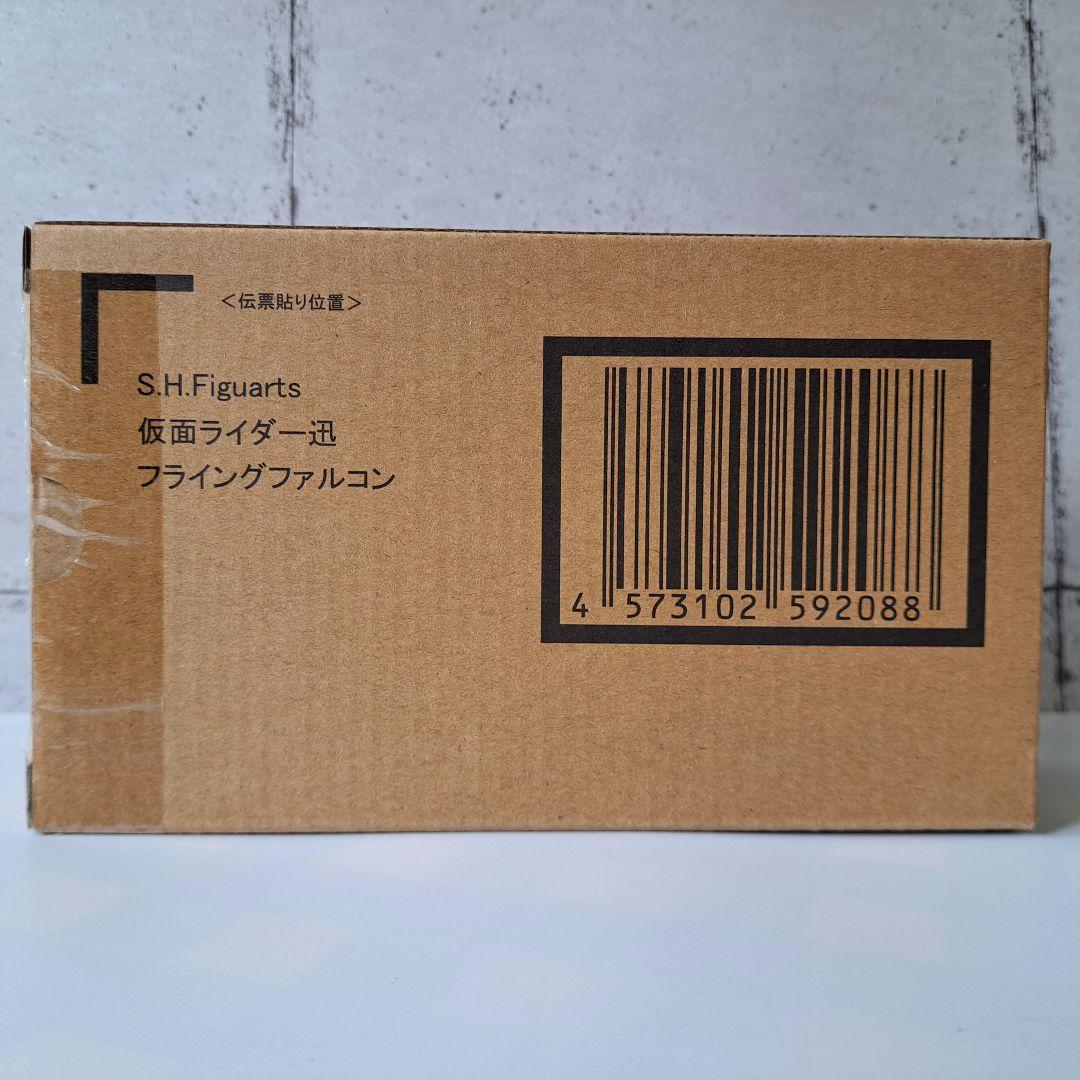 ＜伝票貼り位置＞
S.H.Figuarts
仮面ライダー迅
フライングファルコン
4 573102 592088